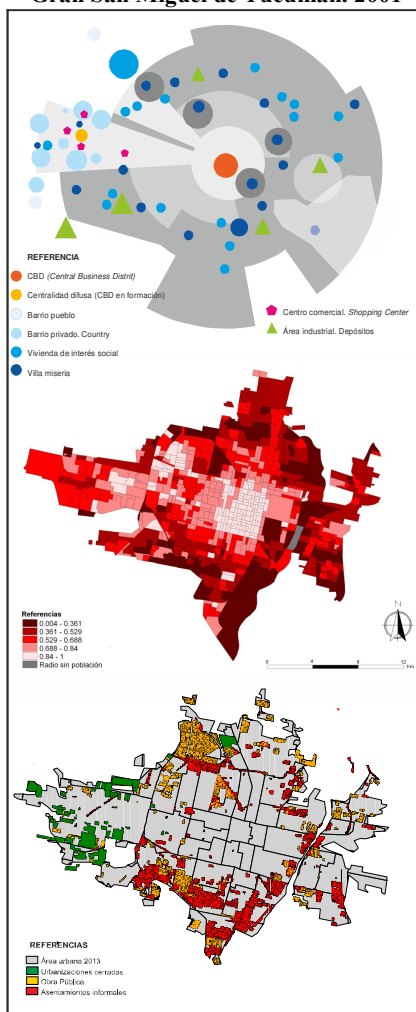 Gran San Miguel de Tucumán. 2001
REFERENCIA
CBD (Central Business Distrit)
Centralidad difusa (CBD en formación)
Barrio pueblo
Barrio privado. Country
Vivienda de interés social
Villa miseria
Centro comercial. Shopping Center
Área industrial. Depósitos
Referencias
0.004 - 0.361
0.361 - 0.529
0.529 - 0.688
0.688 - 0.84
0.84 - 1
Radio sin población
N
0 4 8 12
Km
REFERENCIAS
Área urbana 2013
Urbanizaciones cerradas
Obra Pública
Asentamientos informales